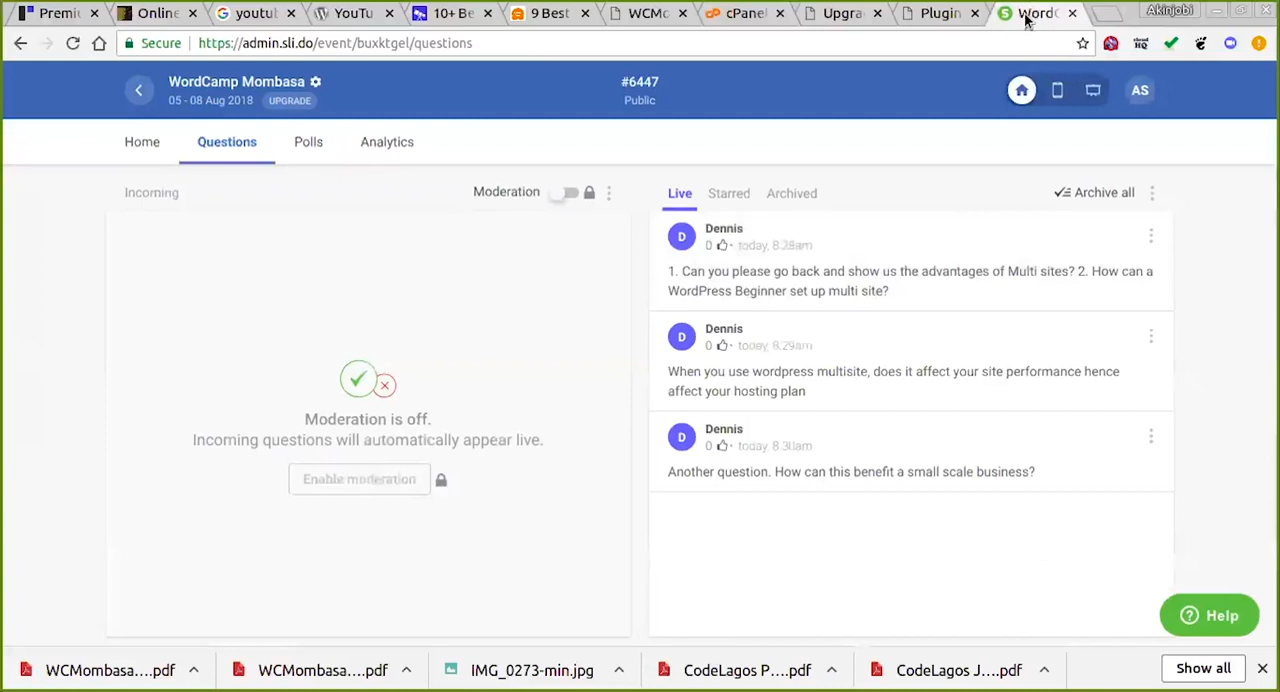 Premi
Online
youtub
YouTu
10+ Be
9 Best
WCMo
cPanel
Upgra
Plugin
WordC
Akinjobi
Secure
https://admin.sli.do/event/buxktgel/questions
WordCamp Mombasa
05 - 08 Aug 2018 UPGRADE
#6447
Public
AS
Home Questions Polls Analytics
Incoming
Moderation
Live Starred Archived
Archive all
Moderation is off.
Incoming questions will automatically appear live.
Enable moderation
D
Dennis
0 · today, 8:28am
1. Can you please go back and show us the advantages of Multi sites? 2. How can a
WordPress Beginner set up multi site?
D
Dennis
0 · today, 8:29am
When you use wordpress multisite, does it affect your site performance hence
affect your hosting plan
D
Dennis
0 · today, 8:30am
Another question. How can this benefit a small scale business?
Help
WCMombasa....pdf
WCMombasa....pdf
IMG_0273-min.jpg
CodeLagos P....pdf
CodeLagos J....pdf
Show all